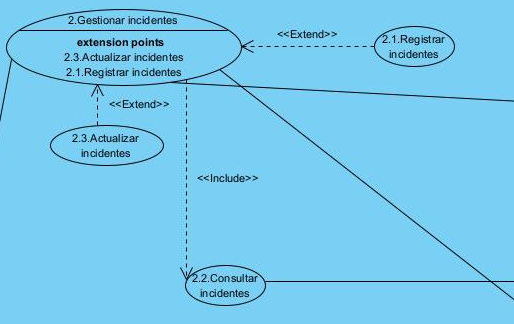 2.Gestionar incidentes
extension points
2.3.Actualizar incidentes
2.1.Registrar incidentes
<<Extend>>
2.1.Registrar
incidentes
<<Extend>>
2.3.Actualizar
incidentes
<<Include>>
2.2.Consultar
incidentes